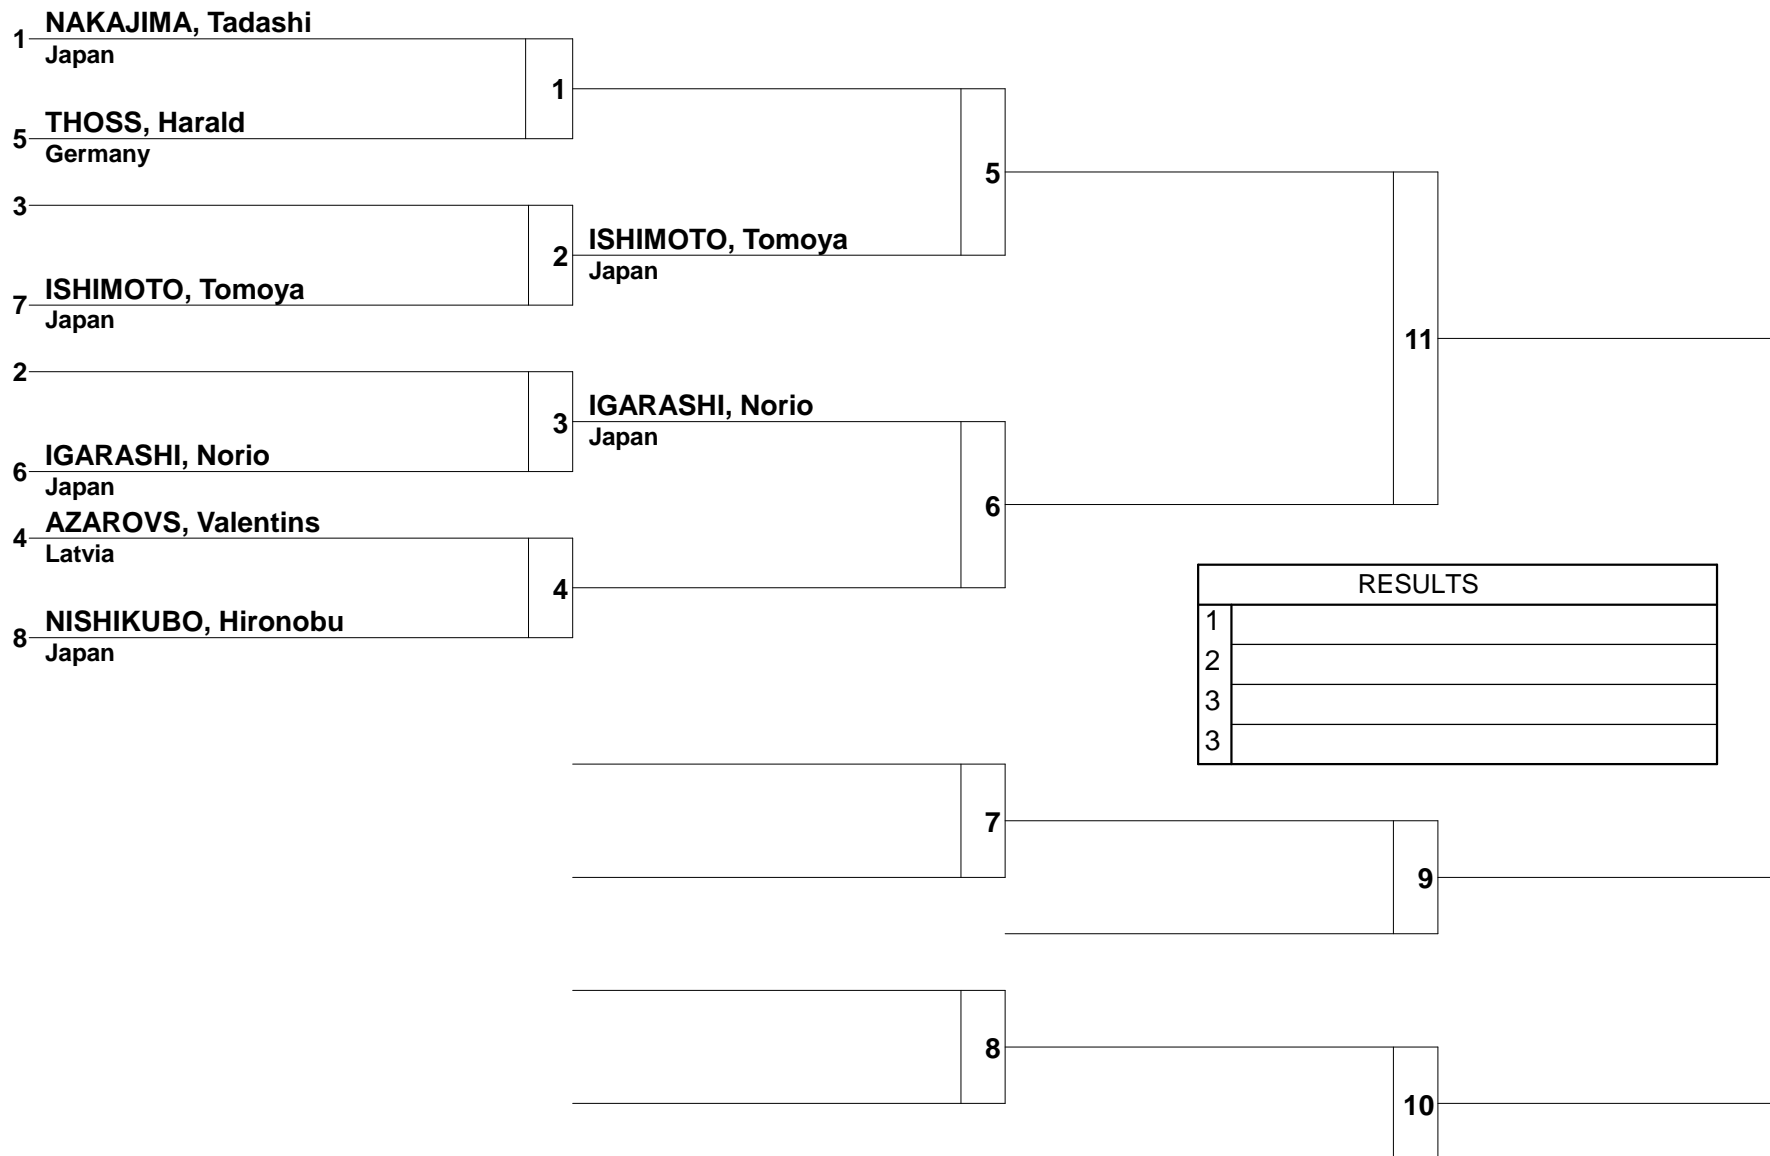 1 NAKAJIMA, Tadashi
Japan
1
5 THOSS, Harald
Germany
5
3
2 ISHIMOTO, Tomoya
Japan
7 ISHIMOTO, Tomoya
Japan
11
2
3 IGARASHI, Norio
Japan
6 IGARASHI, Norio
Japan
6
4 AZAROVS, Valentins
Latvia
4
8 NISHIKUBO, Hironobu
Japan
RESULTS
1
2
3
3
7
9
8
10